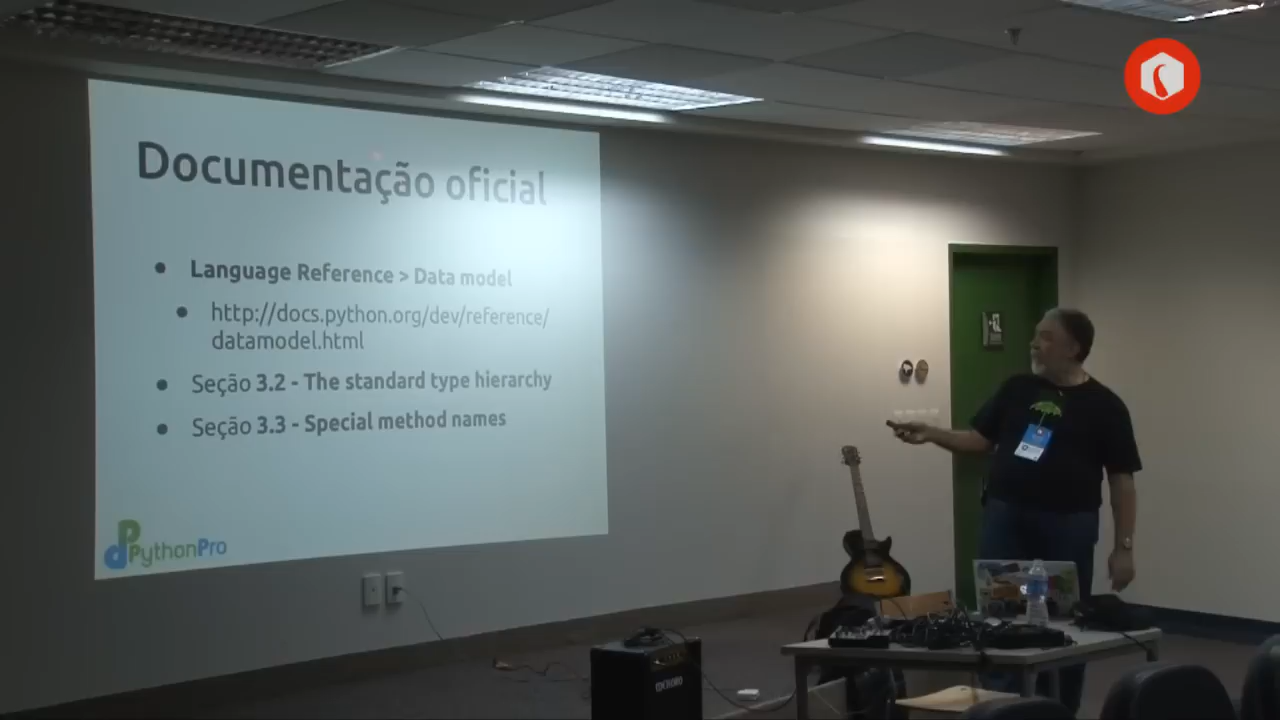 Documentação oficial
Language Reference > Data model
http://docs.python.org/dev/reference/
datamodel.html
Seção 3.2 - The standard type hierarchy
Seção 3.3 - Special method names
PythonPro